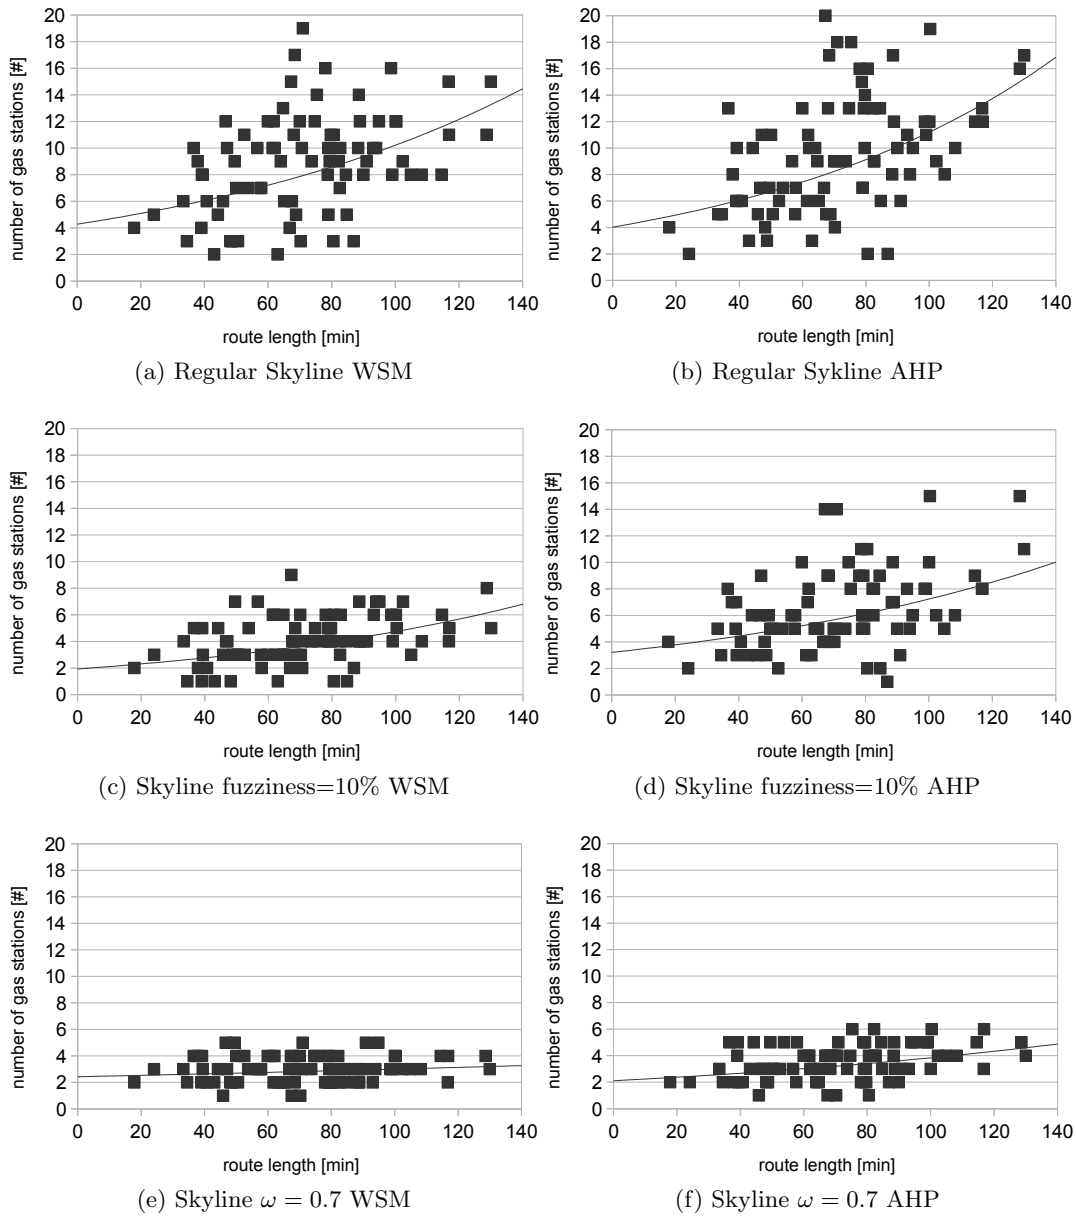 20
18
16
14
12
10
8
6
4
2
0
number of gas stations [#]
0 20 40 60 80 100 120 140
route length [min]
(a) Regular Skyline WSM
20
18
16
14
12
10
8
6
4
2
0
number of gas stations [#]
0 20 40 60 80 100 120 140
route length [min]
(b) Regular Sykline AHP
20
18
16
14
12
10
8
6
4
2
0
number of gas stations [#]
0 20 40 60 80 100 120 140
route length [min]
(c) Skyline fuzziness=10% WSM
20
18
16
14
12
10
8
6
4
2
0
number of gas stations [#]
0 20 40 60 80 100 120 140
route length [min]
(d) Skyline fuzziness=10% AHP
20
18
16
14
12
10
8
6
4
2
0
number of gas stations [#]
0 20 40 60 80 100 120 140
route length [min]
(e) Skyline ω = 0.7 WSM
20
18
16
14
12
10
8
6
4
2
0
number of gas stations [#]
0 20 40 60 80 100 120 140
route length [min]
(f) Skyline ω = 0.7 AHP